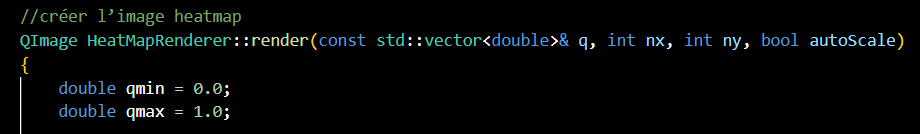 //créer l’image heatmap
QImage HeatMapRenderer::render(const std::vector<double>& q, int nx, int ny, bool autoScale)
{
    double qmin = 0.0;
    double qmax = 1.0;